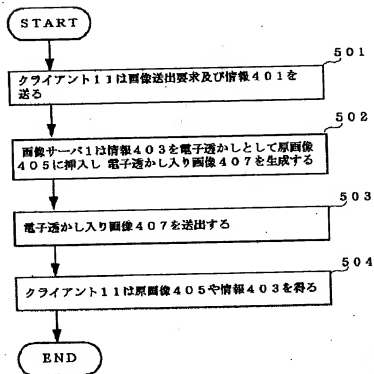 START
501
クライアント11は画像送出要求及び情報401を
送る
502
画像サーバ1は情報403を電子透かしとして原画像
405に挿入し 電子透かし入り画像407を生成する
503
電子透かし入り画像407を送出する
504
クライアント11は原画像405や情報403を得る
END